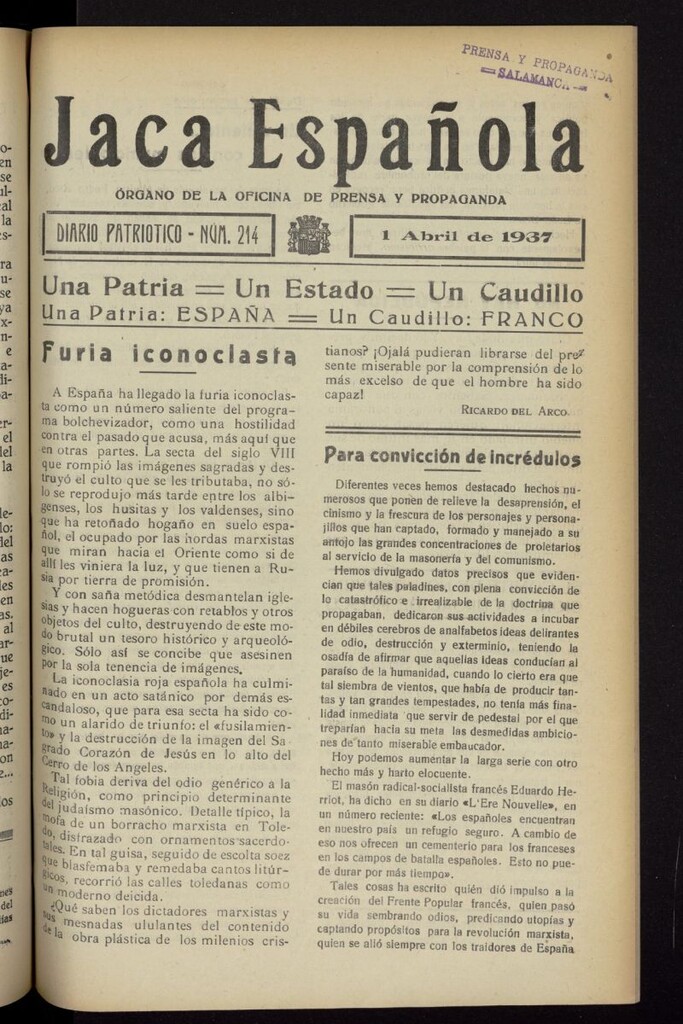 PRENSA Y PROPAGANDA
SALAMANCA
Jaca Española
ÓRGANO DE LA OFICINA DE PRENSA Y PROPAGANDA
DIARIO PATRIOTICO - NÚM. 214
1 Abril de 1937
Una Patria = Un Estado = Un Caudillo
Una Patria: ESPAÑA = Un Caudillo: FRANCO
Furia iconoclasta
A España ha llegado la furia iconoclas-
ta como un número saliente del progra-
ma bolchevizador, como una hostilidad
contra el pasado que acusa, más aquí que
en otras partes. La secta del siglo VIII
que rompió las imágenes sagradas y des-
truyó el culto que se les tributaba, no só-
lo se reprodujo más tarde entre los albi-
genses, los husitas y los valdenses, sino
que ha retoñado hogaño en suelo espa-
ñol, el ocupado por las hordas marxistas
que miran hacia el Oriente como si de
allí les viniera la luz, y que tienen a Ru-
sia por tierra de promisión.
Y con saña metódica desmantelan igle-
sias y hacen hogueras con retablos y otros
objetos del culto, destruyendo de este mo-
do brutal un tesoro histórico y arqueoló-
gico. Sólo así se concibe que asesinen
por la sola tenencia de imágenes.
La iconoclasia roja española ha culmi-
nado en un acto satánico por demás es-
candaloso, que para esa secta ha sido co-
mo un alarido de triunfo: el «fusilamien-
to» y la destrucción de la imagen del Sa
grado Corazón de Jesús en lo alto del
Cerro de los Angeles.
Tal fobia deriva del odio genérico a la
Religión, como principio determinante
del judaísmo masónico. Detalle típico, la
mofa de un borracho marxista en Tole-
do, disfrazado con ornamentos sacerdo-
tales. En tal guisa, seguido de escolta soez
que blasfemaba y remedaba cantos litúr-
gicos, recorrió las calles toledanas como
un moderno deicida.
¿Qué saben los dictadores marxistas y
sus mesnadas ululantes del contenido
de la obra plástica de los milenios cris-
tianos? ¡Ojalá pudieran librarse del pre
sente miserable por la comprensión de lo
más excelso de que el hombre ha sido
capaz!
RICARDO DEL ARCO.
Para convicción de incrédulos
Diferentes veces hemos destacado hechos nu-
merosos que ponen de relieve la desaprensión, el
cinismo y la frescura de los personajes y persona-
jillos que han captado, formado y manejado a su
antojo las grandes concentraciones de proletarios
al servicio de la masonería y del comunismo.
Hemos divulgado datos precisos que eviden-
cian que tales paladines, con plena convicción de
lo catastrófico e irrealizable de la doctrina que
propagaban, dedicaron sus actividades a incubar
en débiles cerebros de analfabetos ideas delirantes
de odio, destrucción y exterminio, teniendo la
osadía de afirmar que aquellas ideas conducían al
paraíso de la humanidad, cuando lo cierto era que
tal siembra de vientos, que había de producir tan-
tas y tan grandes tempestades, no tenía más fina-
lidad inmediata que servir de pedestal por el que
treparían hacia su meta las desmedidas ambicio-
nes de tanto miserable embaucador.
Hoy podemos aumentar la larga serie con otro
hecho más y harto elocuente.
El masón radical-socialista francés Eduardo He-
rriot, ha dicho en su diario «L'Ere Nouvelle», en
un número reciente: «Los españoles encuentran
en nuestro país un refugio seguro. A cambio de
eso nos ofrecen un cementerio para los franceses
en los campos de batalla españoles. Esto no pue-
de durar por más tiempo».
Tales cosas ha escrito quién dió impulso a la
creación del Frente Popular francés, quien pasó
su vida sembrando odios, predicando utopías y
captando propósitos para la revolución marxista,
quien se alió siempre con los traidores de España